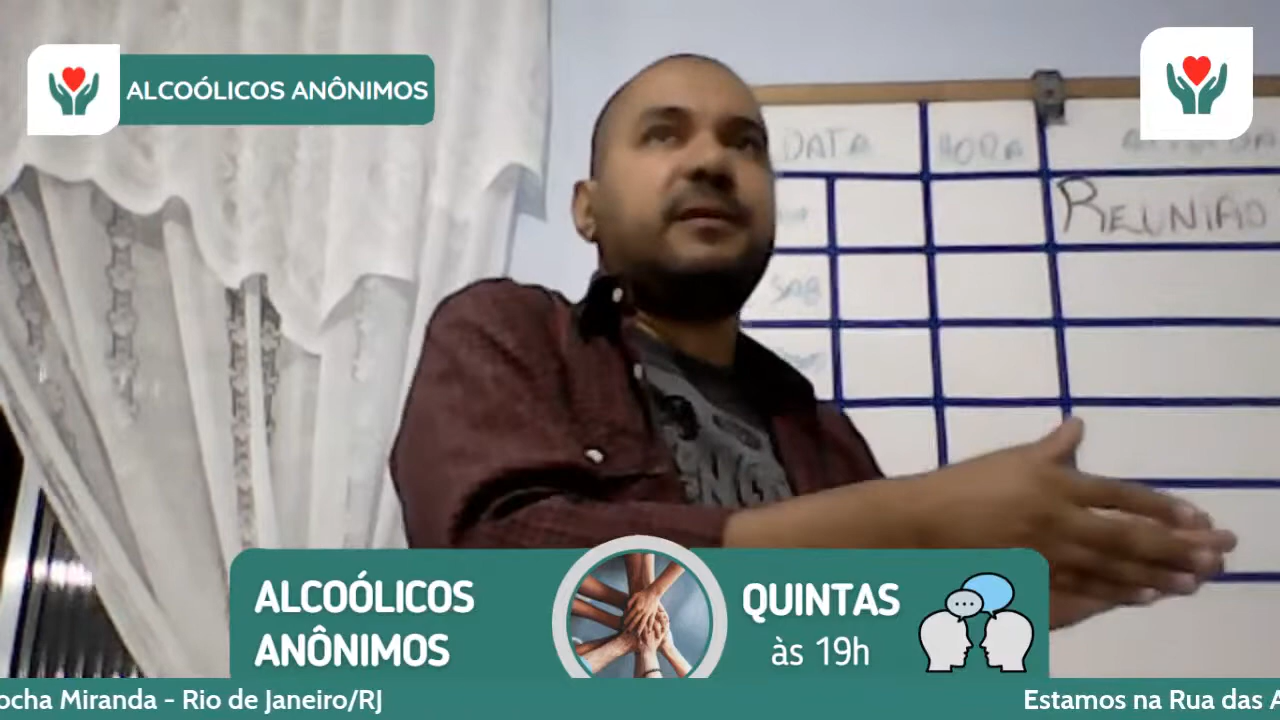 ALCOÓLICOS ANÔNIMOS
DATA
HORA
REUNIÃO
SAB
ALCOÓLICOS
ANÔNIMOS
QUINTAS
às 19h
Rocha Miranda - Rio de Janeiro/RJ
Estamos na Rua das A